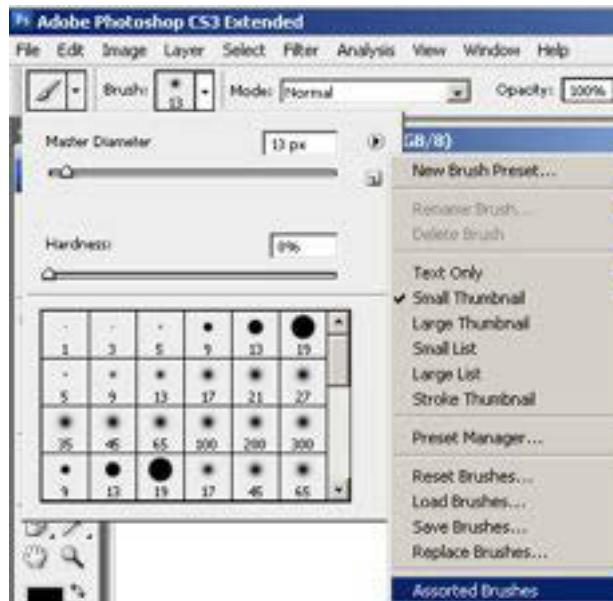 Ps Adobe Photoshop CS3 Extended
File Edit Image Layer Select Filter Analysis View Window Help
Brush: 13 Mode: Normal Opacity: 100%
Master Diameter 13 px
Hardness: 0%
1 3 5 9 13 19
5 9 13 17 21 27
35 45 65 100 200 300
9 13 19 17 45 65
GB/8)
New Brush Preset...
Rename Brush...
Delete Brush
Text Only
Small Thumbnail
Large Thumbnail
Small List
Large List
Stroke Thumbnail
Preset Manager...
Reset Brushes...
Load Brushes...
Save Brushes...
Replace Brushes...
Assorted Brushes